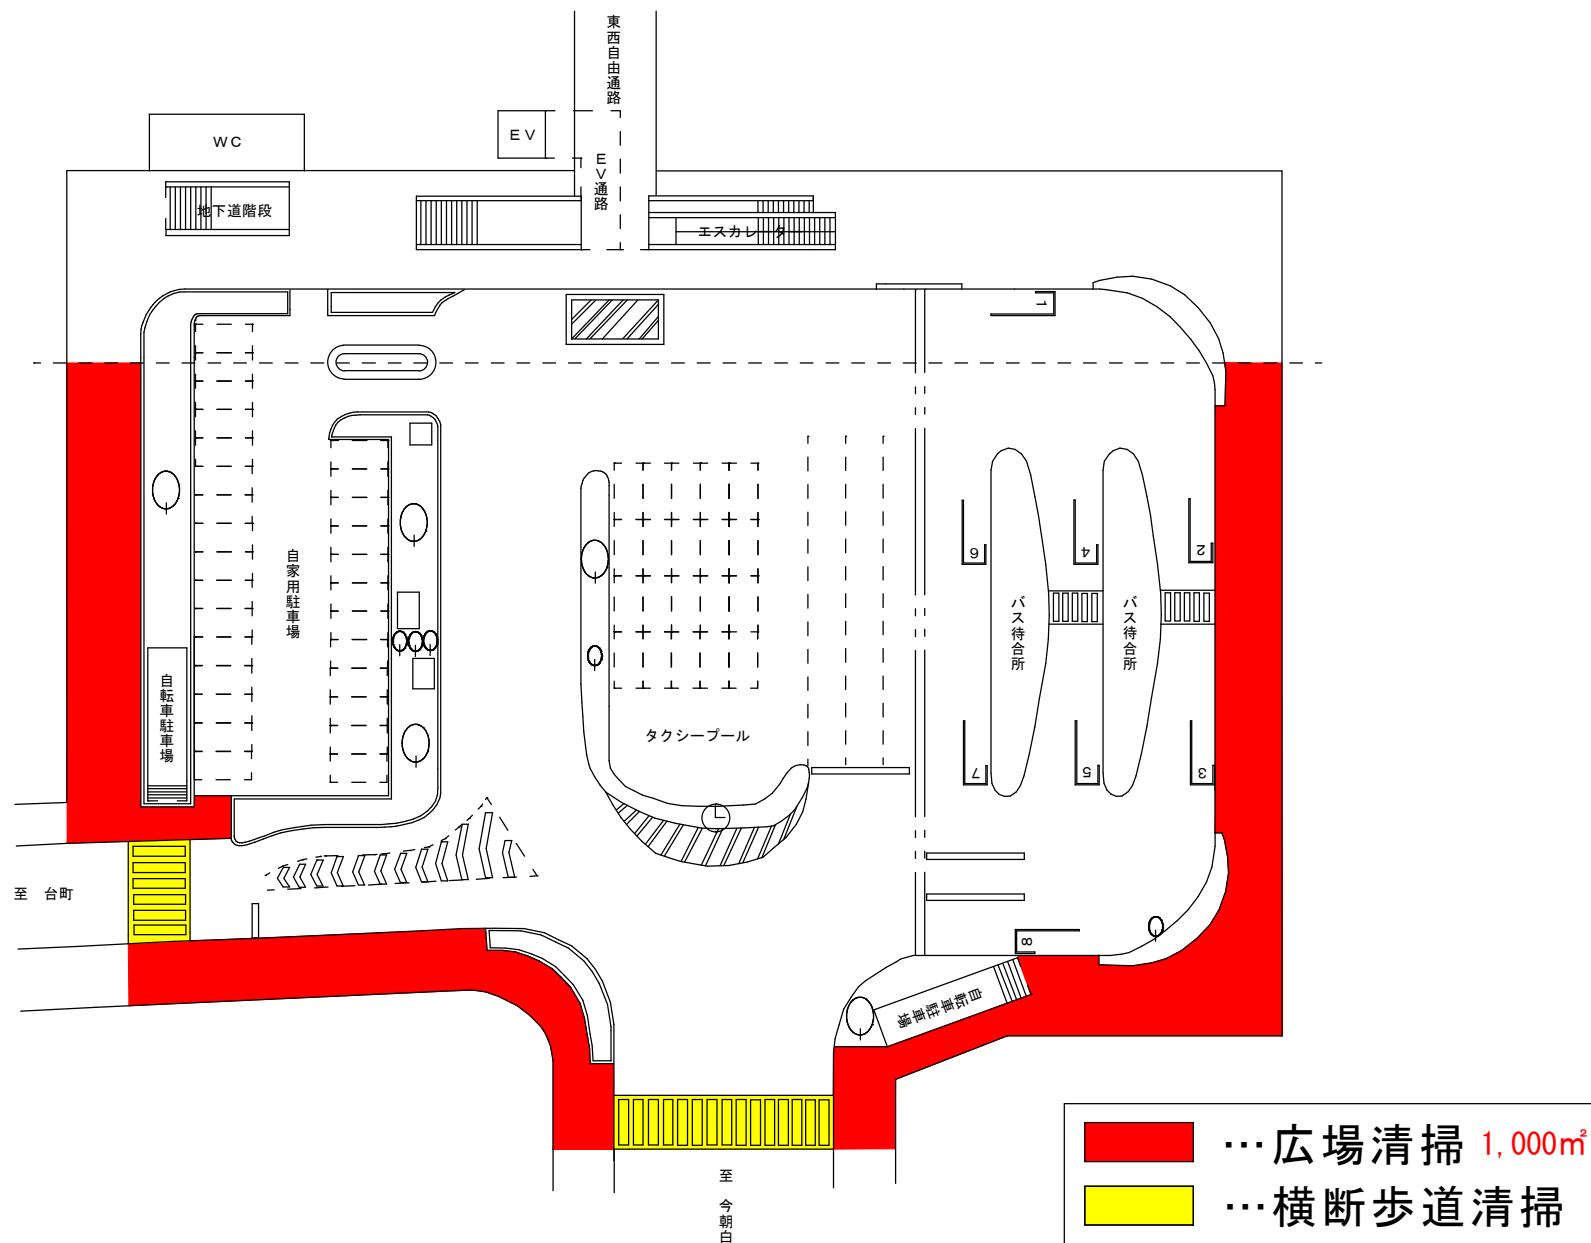 東西自由通路
WC
EV
EV通路
地下道階段
エスカレータ
1
自家用駐車場
6
4
2
バス待合所
バス待合所
自転車駐車場
タクシープール
7
5
3
至 台町
8
自転車駐車場
至 今朝白
…広場清掃 1,000㎡
…横断歩道清掃